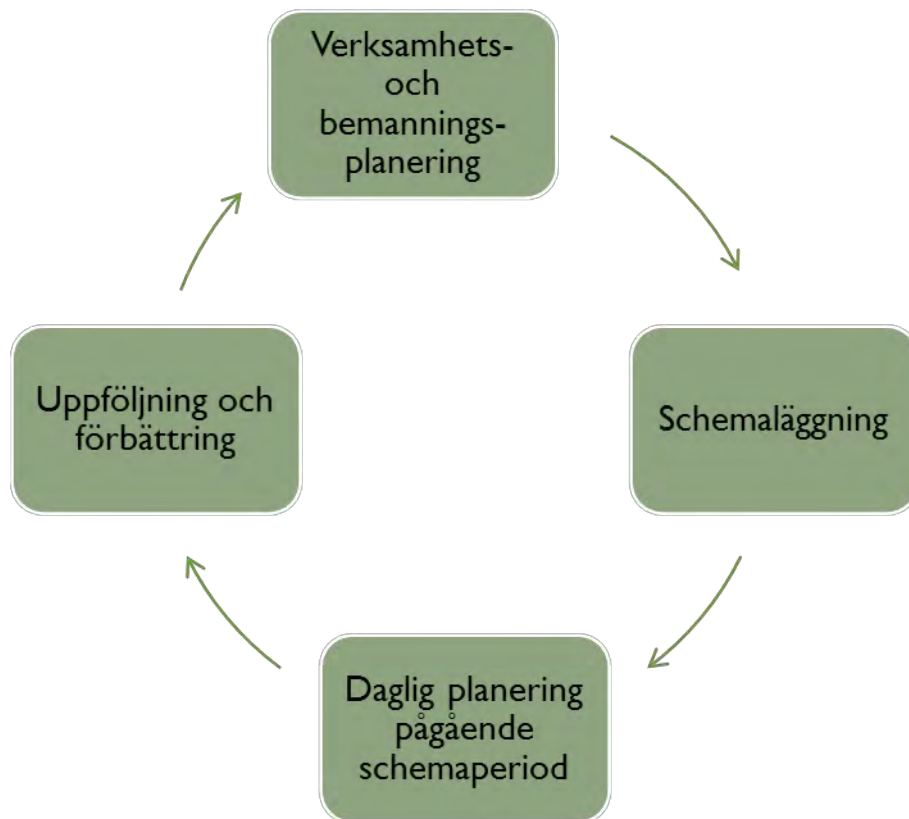 Verksamhets-
och
bemannings-
planering
Schemaläggning
Daglig planering
pågående
schemaperiod
Uppföljning och
förbättring